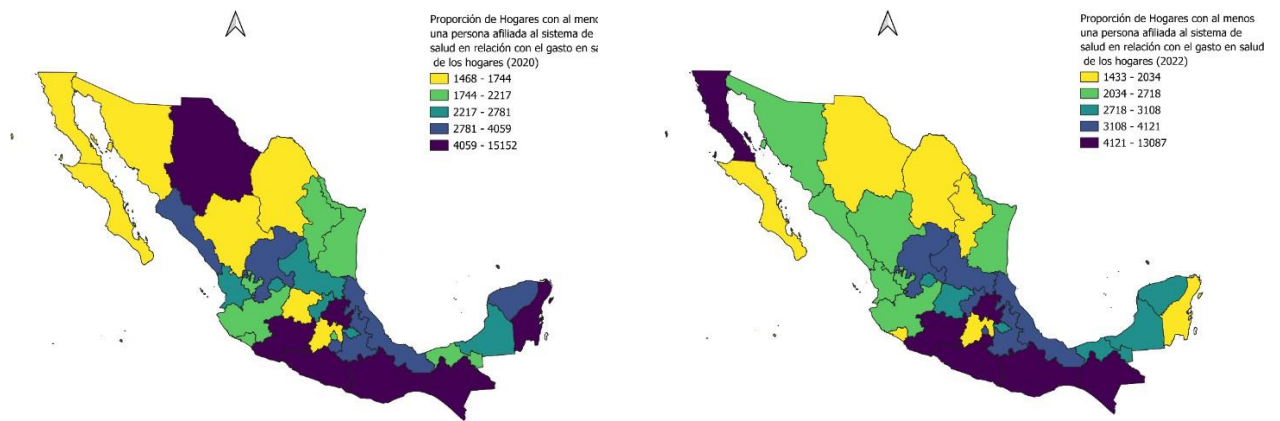 Proporción de Hogares con al meno
una persona afiliada al sistema de
salud en relación con el gasto en sa
de los hogares (2020)
1468 - 1744
1744 - 2217
2217 - 2781
2781 - 4059
4059 - 15152
Proporción de Hogares con al menos
una persona afiliada al sistema de
salud en relación con el gasto en salud
de los hogares (2022)
1433 - 2034
2034 - 2718
2718 - 3108
3108 - 4121
4121 - 13087